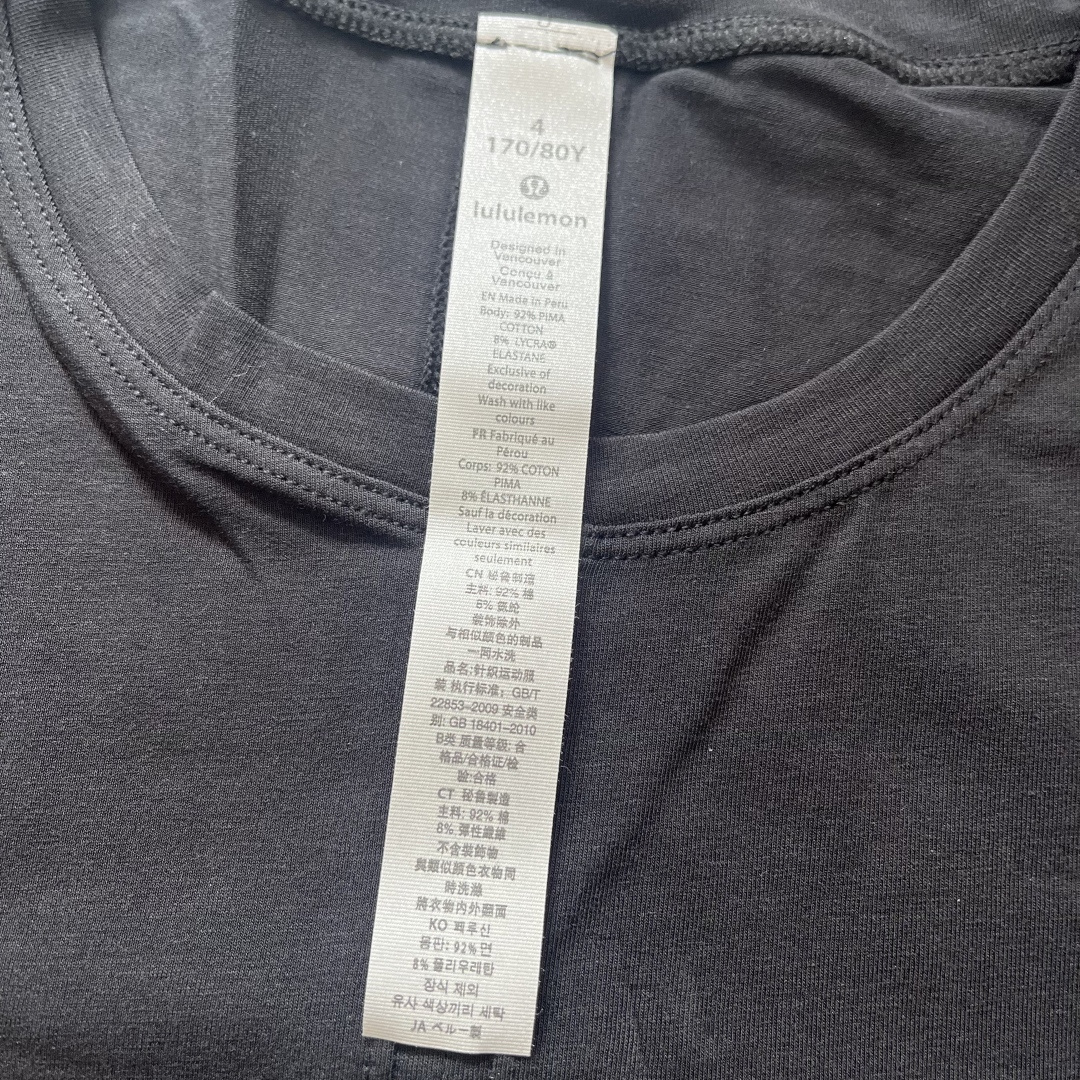 4
170/80Y
lululemon
Designed in
Vancouver
Conçu à
Vancouver
EN Made in Peru
Body: 92% PIMA
COTTON
8% LYCRA®
ELASTANE
Exclusive of
decoration
Wash with like
colours
FR Fabriqué au
Pérou
Corps: 92% COTON
PIMA
8% ÉLASTHANNE
Sauf la décoration
Laver avec des
couleurs similaires
seulement
CN 秘鲁制造
主料: 92% 棉
8% 氨纶
装饰除外
与相似颜色的制品
一同水洗
品名:针织运动服
装 执行标准: GB/T
22853-2009 安全类
别: GB 18401-2010
B类 质量等级: 合
格品/合格证/检
验:合格
CT 秘魯製造
主料: 92% 棉
8% 彈性纖維
不含裝飾物
與類似顏色衣物同
時洗滌
將衣物內外翻面
KO 페루산
몸판: 92% 면
8% 폴리우레탄
장식 제외
유사 색상끼리 세탁
JA ペルー製